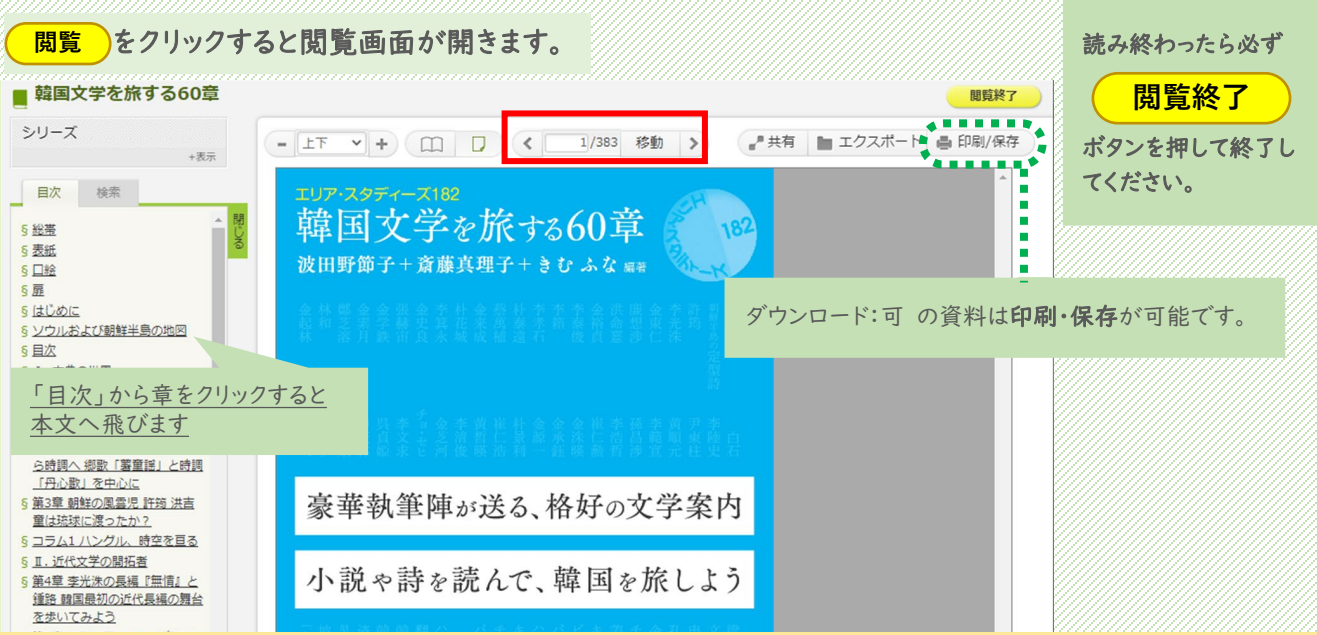 閲覧 をクリックすると閲覧画面が開きます。
読み終わったら必ず
閲覧終了
ボタンを押して終了し
てください。
韓国文学を旅する60章
閲覧終了
シリーズ
+表示
- 上下 +
1/383 移動
共有 エクスポート 印刷/保存
目次 検索
閉じる
§ 総帯
§ 表紙
§ 口絵
§ 扉
§ はじめに
§ ソウルおよび朝鮮半島の地図
§ 目次
「目次」から章をクリックすると
本文へ飛びます
ら時調へ 郷歌「薯童謡」と時調
「丹心歌」を中心に
§ 第3章 朝鮮の風雲児 許筠 洪吉
童は琉球に渡ったか？
§ コラム1 ハングル、時空を亘る
§ Ⅱ. 近代文学の開拓者
§ 第4章 李光洙の長編『無情』と
鍾路 韓国最初の近代長編の舞台
を歩いてみよう
エリア・スタディーズ182
韓国文学を旅する60章
182
波田野節子＋斎藤真理子＋きむ ふな 編著
ダウンロード：可 の資料は印刷・保存が可能です。
豪華執筆陣が送る、格好の文学案内
小説や詩を読んで、韓国を旅しよう